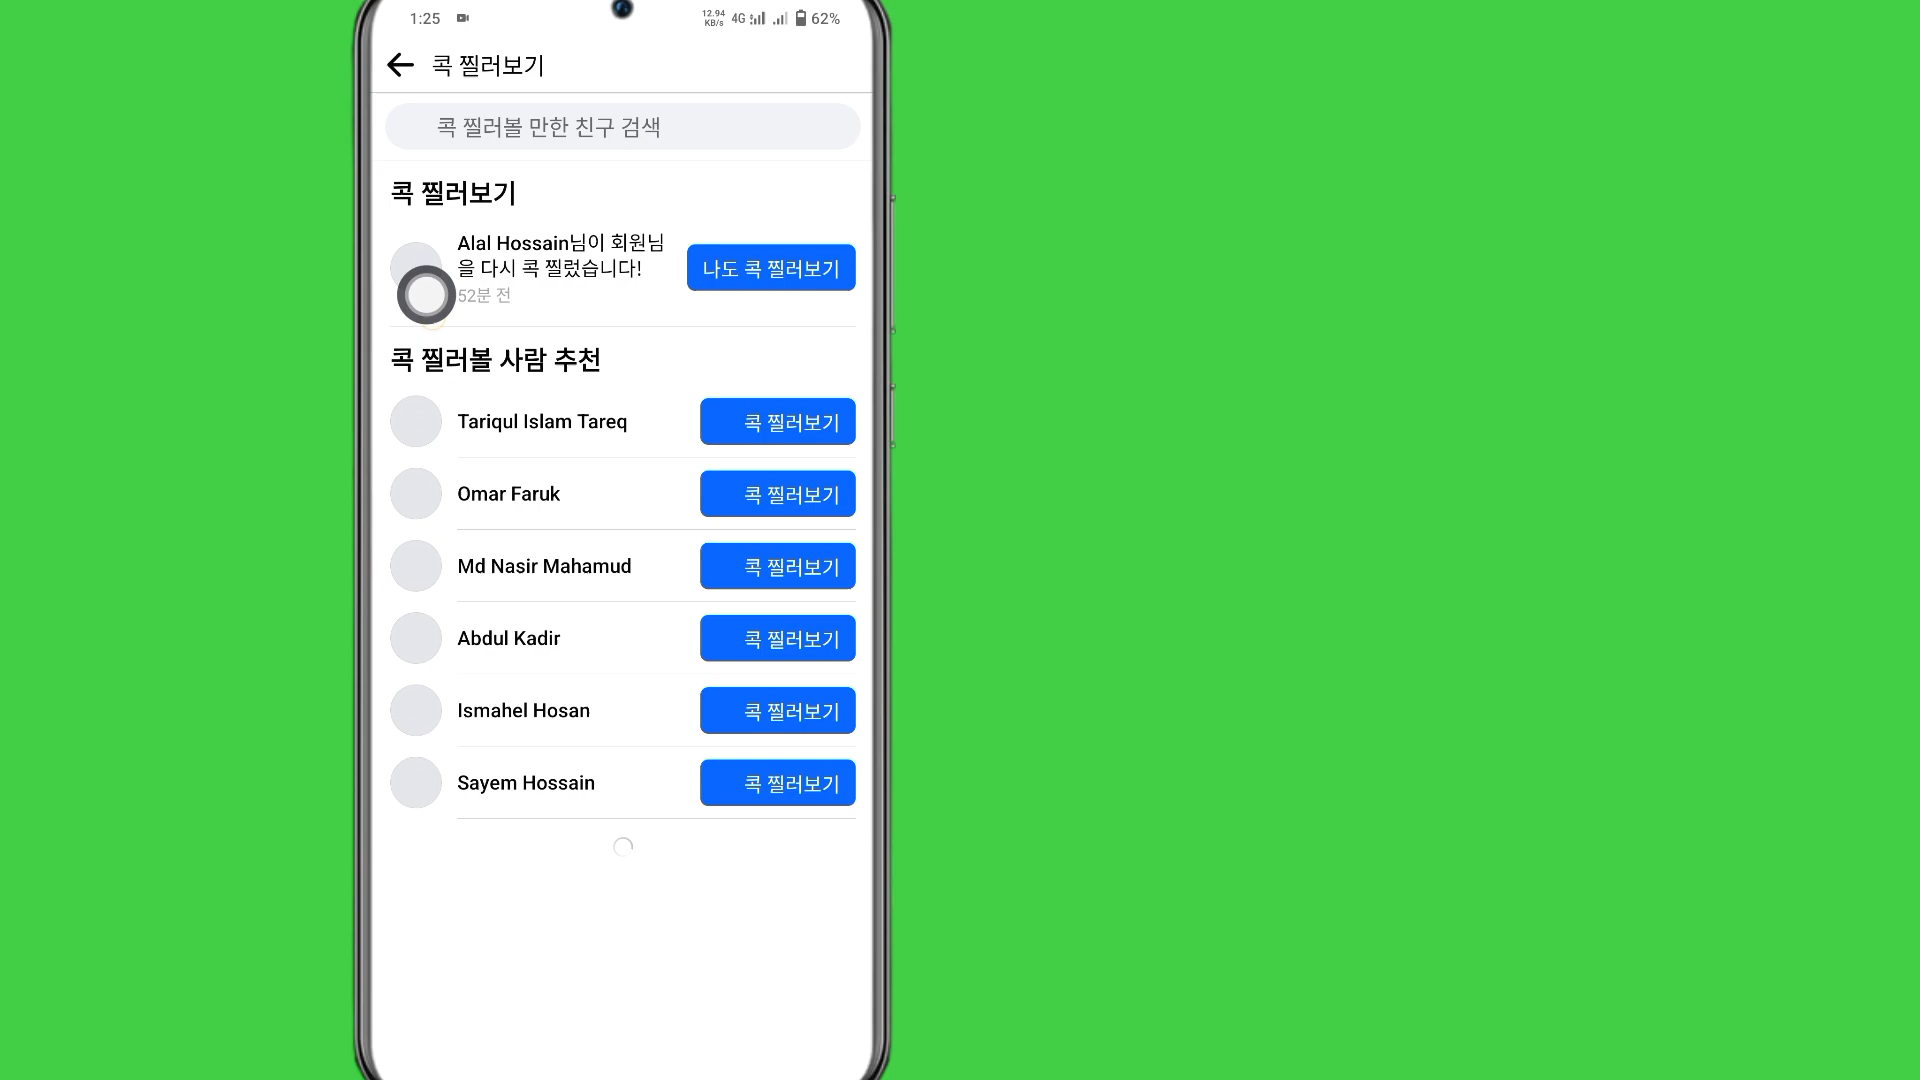 1:25 12.94 KB/s 4G 62%
콕 찔러보기
콕 찔러볼 만한 친구 검색
콕 찔러보기
Alal Hossain님이 회원님
을 다시 콕 찔렀습니다!
나도 콕 찔러보기
52분 전
콕 찔러볼 사람 추천
Tariqul Islam Tareq 콕 찔러보기
Omar Faruk 콕 찔러보기
Md Nasir Mahamud 콕 찔러보기
Abdul Kadir 콕 찔러보기
Ismahel Hosan 콕 찔러보기
Sayem Hossain 콕 찔러보기